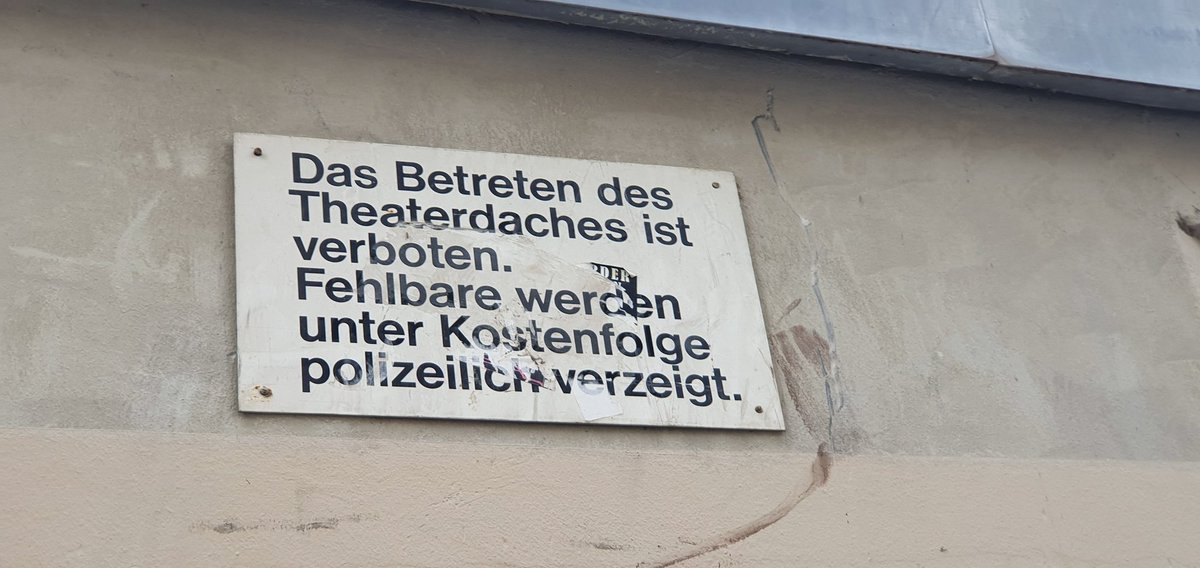 Das Betreten des
Theaterdaches ist
verboten.
Fehlbare werden
unter Kostenfolge
polizeilich verzeigt.